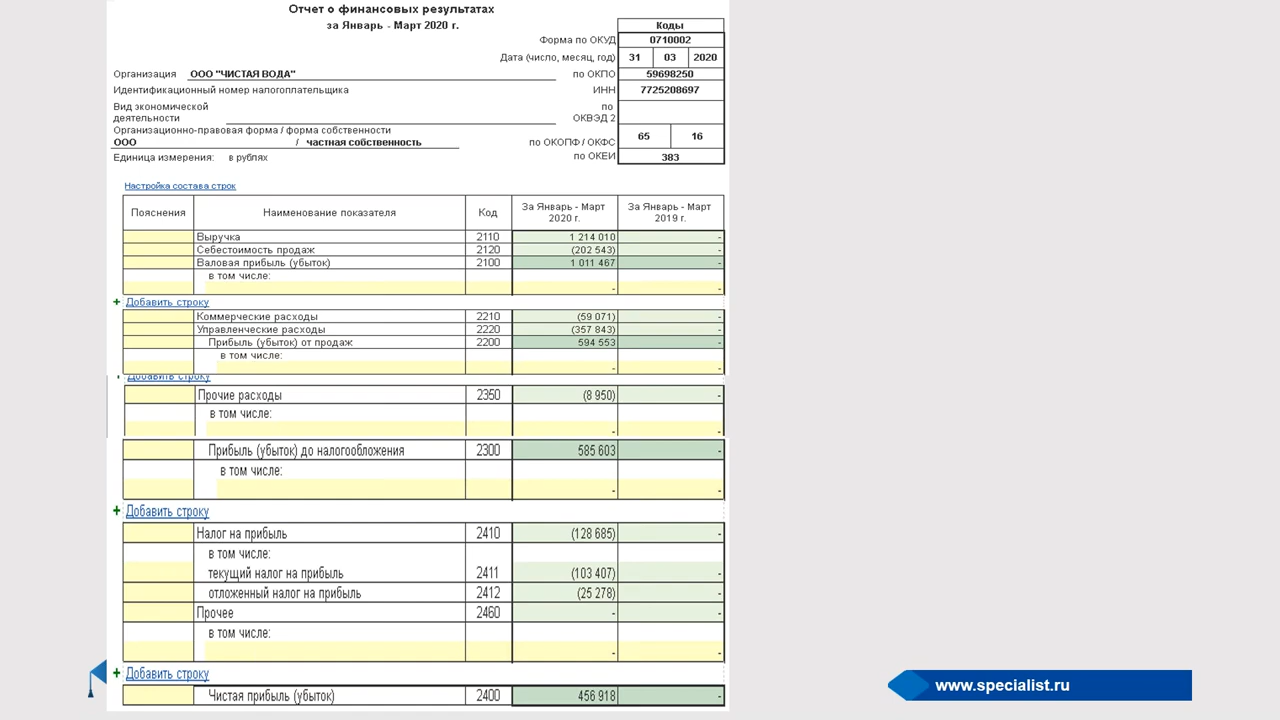 Отчет о финансовых результатах
за Январь - Март 2020 г.
Коды
Форма по ОКУД 0710002
Дата (число, месяц, год) 31 03 2020
Организация ООО "ЧИСТАЯ ВОДА" по ОКПО 59698250
Идентификационный номер налогоплательщика ИНН 7725208697
Вид экономической деятельности по ОКВЭД 2
Организационно-правовая форма / форма собственности
ООО / частная собственность по ОКОПФ / ОКФС 65 16
Единица измерения: в рублях по ОКЕИ 383
Настройка состава строк
Пояснения Наименование показателя Код За Январь - Март 2020 г. За Январь - Март 2019 г.
Выручка 2110 1 214 010 -
Себестоимость продаж 2120 (202 543) -
Валовая прибыль (убыток) 2100 1 011 467 -
в том числе:
- -
+ Добавить строку
Коммерческие расходы 2210 (59 071) -
Управленческие расходы 2220 (357 843) -
Прибыль (убыток) от продаж 2200 594 553 -
в том числе:
- -
Добавить строку
Прочие расходы 2350 (8 950) -
в том числе:
- -
Прибыль (убыток) до налогообложения 2300 585 603 -
в том числе:
- -
+ Добавить строку
Налог на прибыль 2410 (128 685) -
в том числе:
текущий налог на прибыль 2411 (103 407) -
отложенный налог на прибыль 2412 (25 278) -
Прочее 2460 - -
в том числе:
- -
+ Добавить строку
Чистая прибыль (убыток) 2400 456 918 -
www.specialist.ru